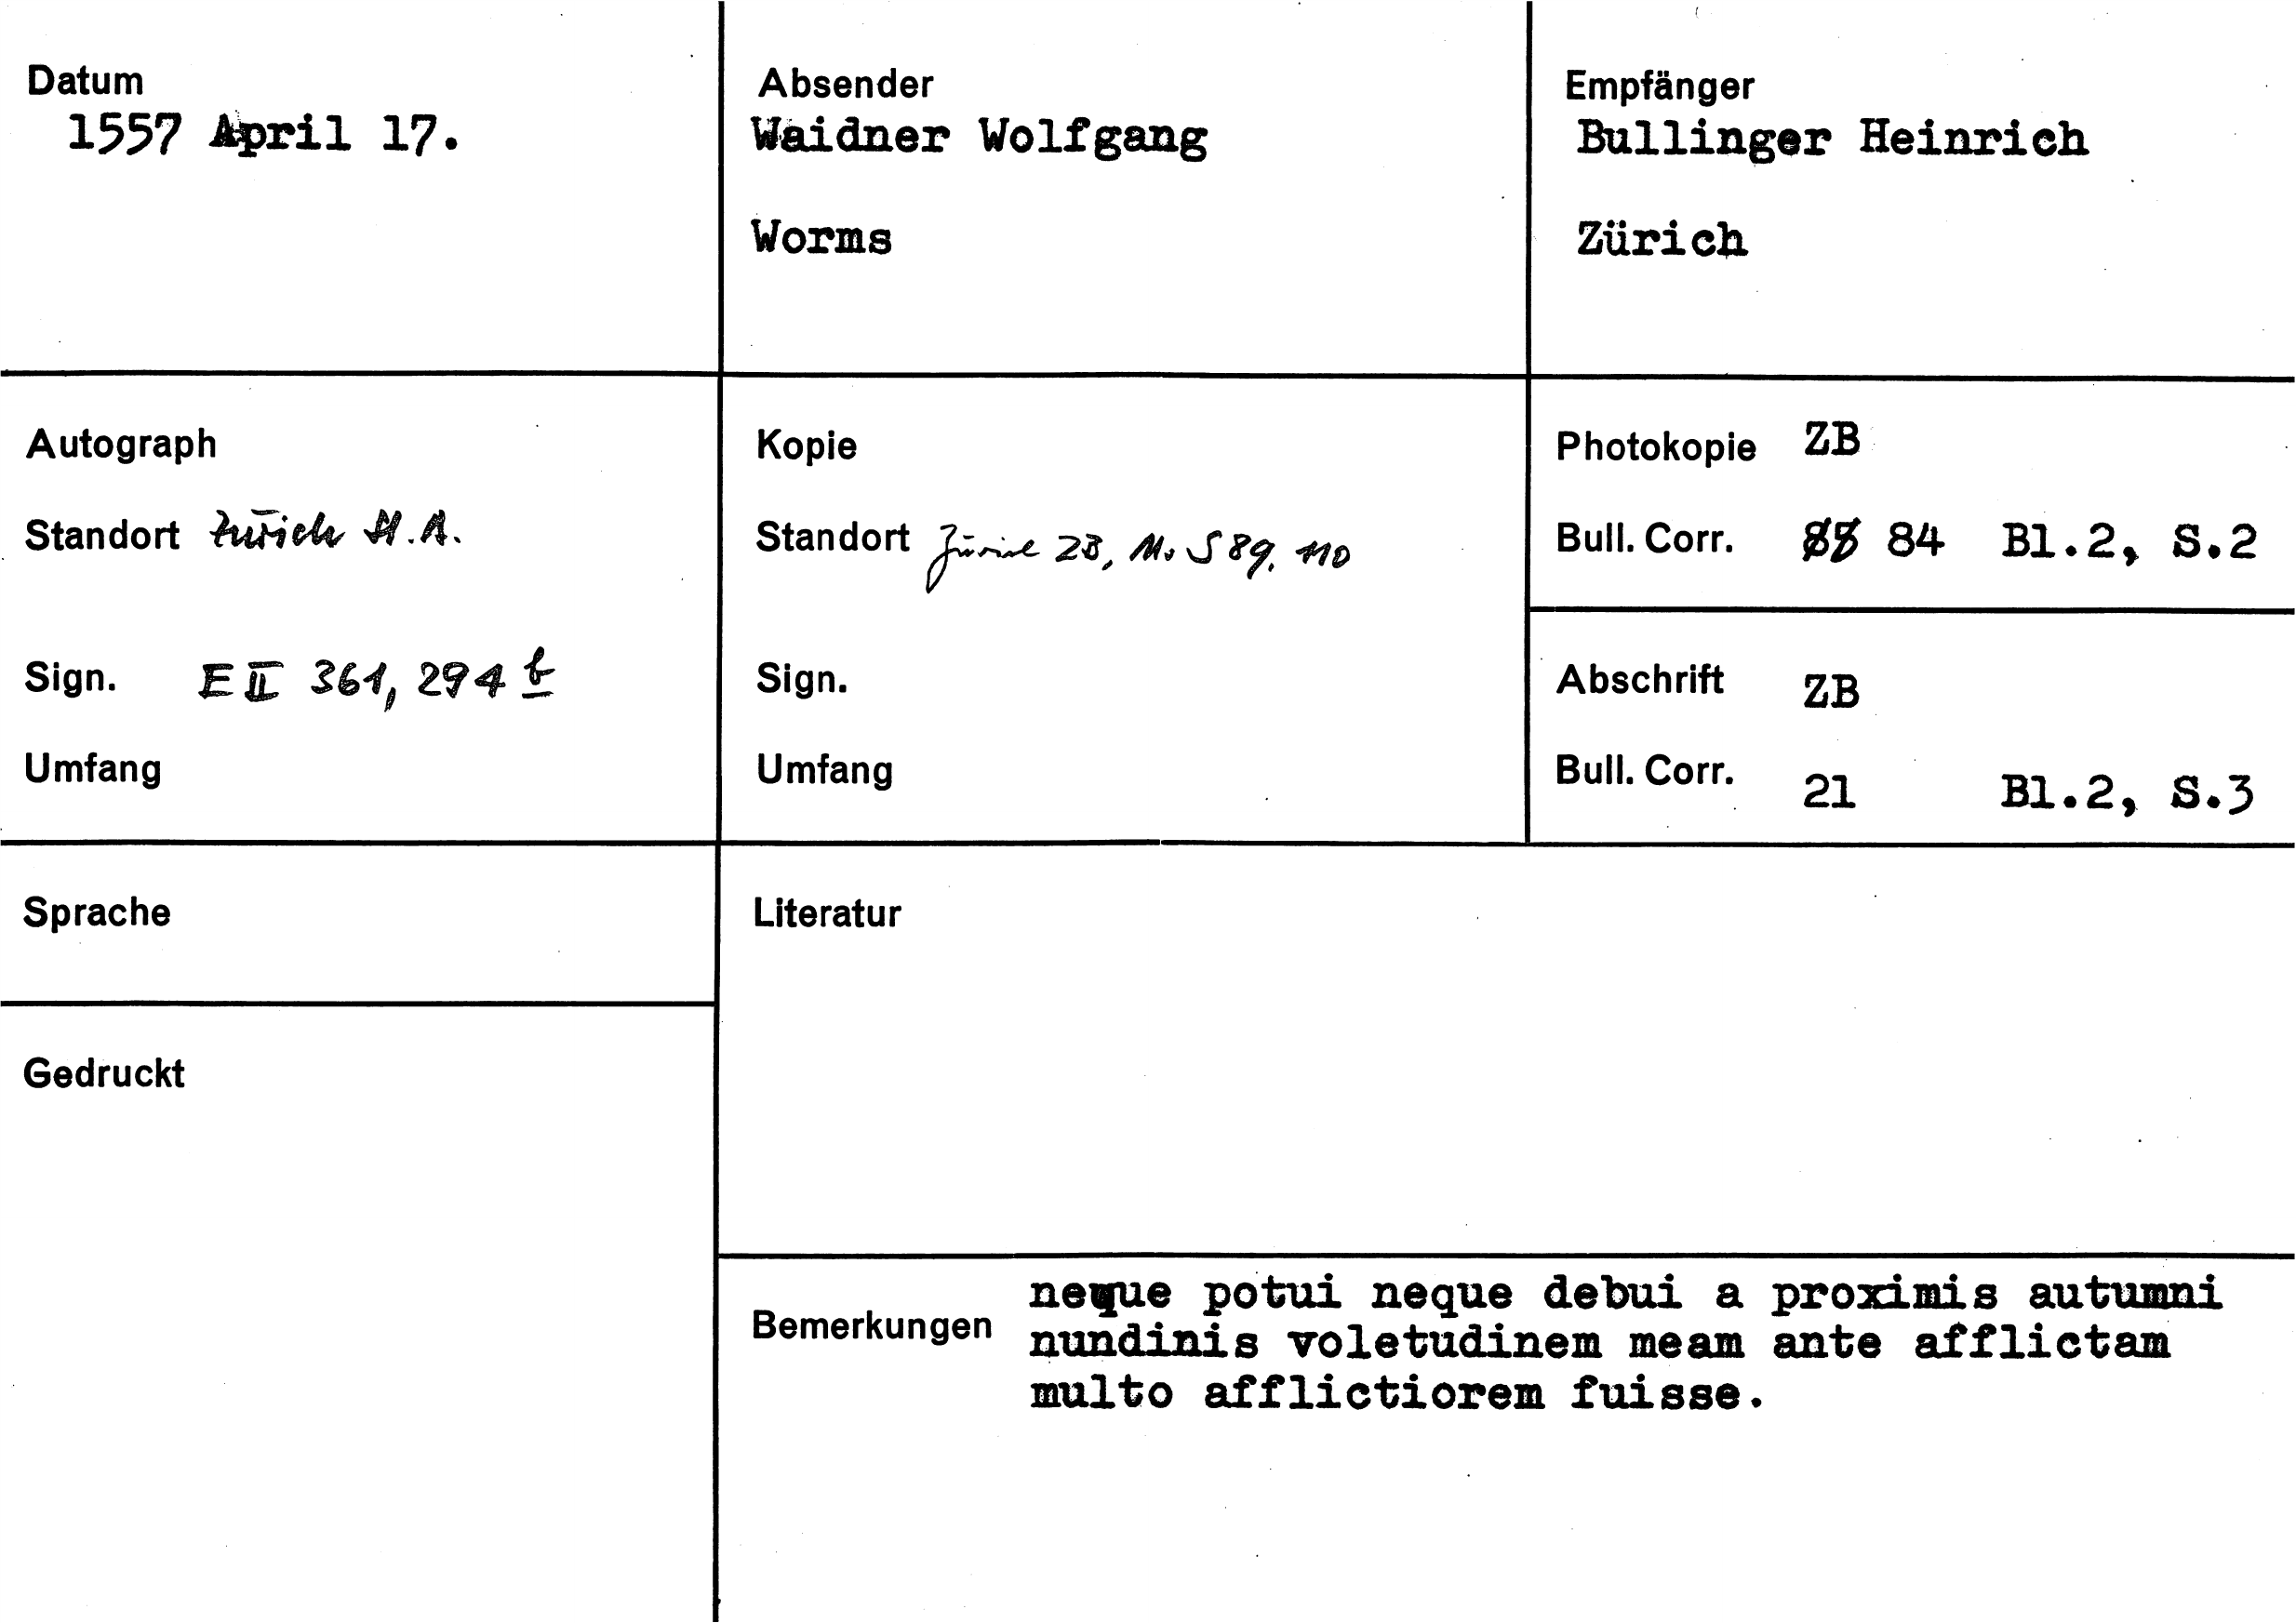 Datum
1557 April 17.
Absender
Waidner Wolfgang
Worms
Empfänger
Bullinger Heinrich
Zürich
Autograph
Standort Zürich St.A.
Sign. E II 361, 294 b
Umfang
Kopie
Standort Zürich ZB, Ms S 89, 110
Sign.
Umfang
Photokopie ZB
Bull. Corr. 84 Bl.2, S.2
Abschrift ZB
Bull. Corr. 21 Bl.2, S.3
Sprache
Gedruckt
Literatur
Bemerkungen
neque potui neque debui a proximis autumni
nundinis voletudinem meam ante afflictam
multo afflictiorem fuisse.